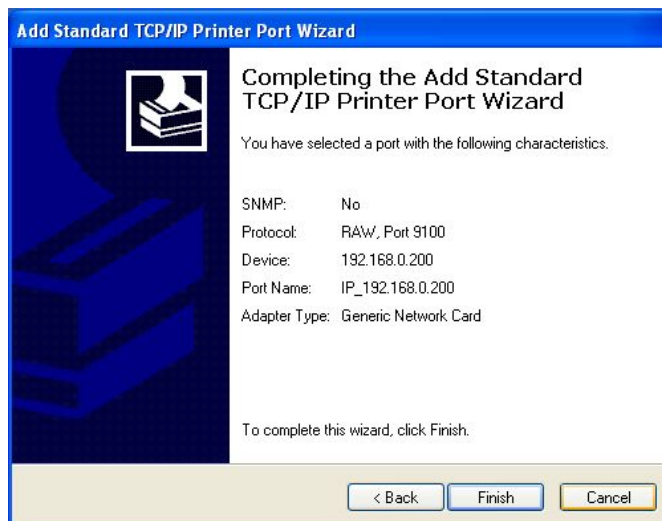 Add Standard TCP/IP Printer Port Wizard
Completing the Add Standard
TCP/IP Printer Port Wizard
You have selected a port with the following characteristics.
SNMP: No
Protocol: RAW, Port 9100
Device: 192.168.0.200
Port Name: IP_192.168.0.200
Adapter Type: Generic Network Card
To complete this wizard, click Finish.
< Back Finish Cancel